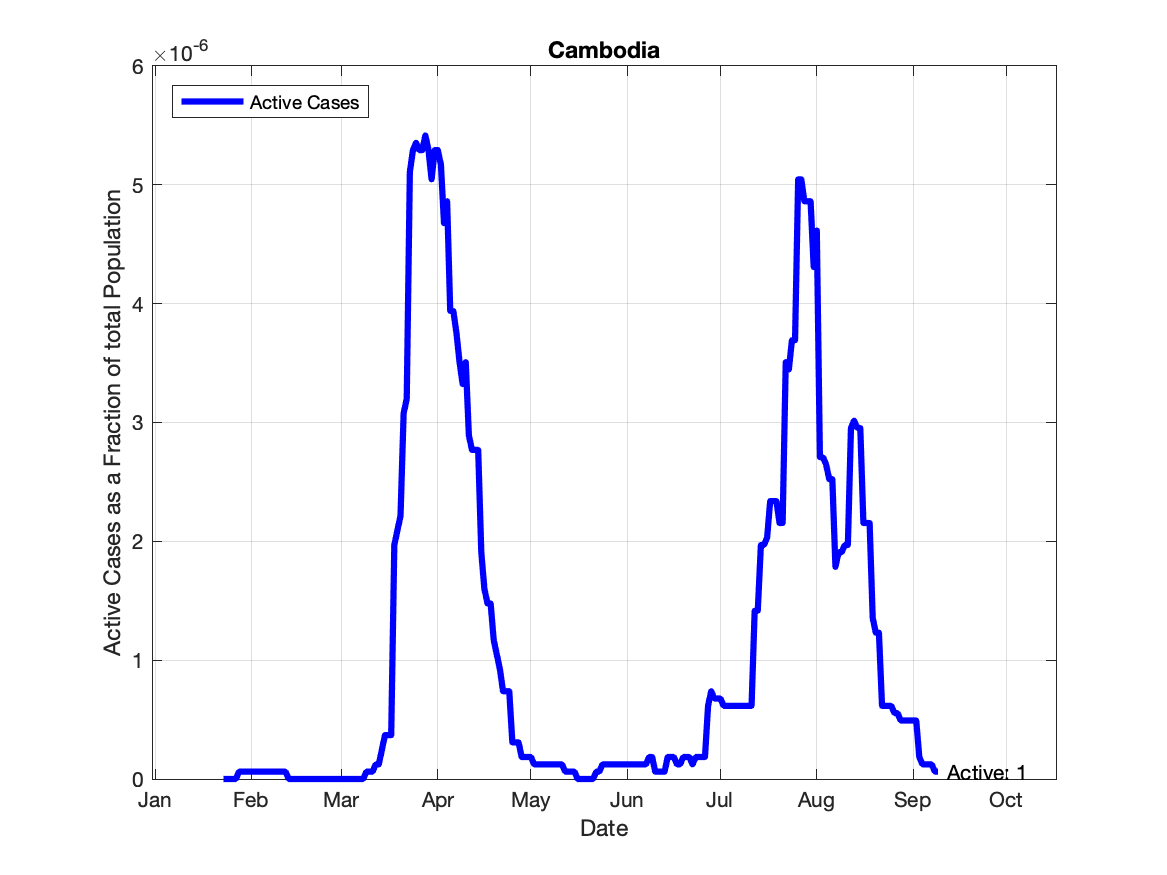 Cambodia
×10-6
Active Cases
6
5
4
3
2
1
0
Active Cases as a Fraction of total Population
Active: 1
Jan Feb Mar Apr May Jun Jul Aug Sep Oct
Date